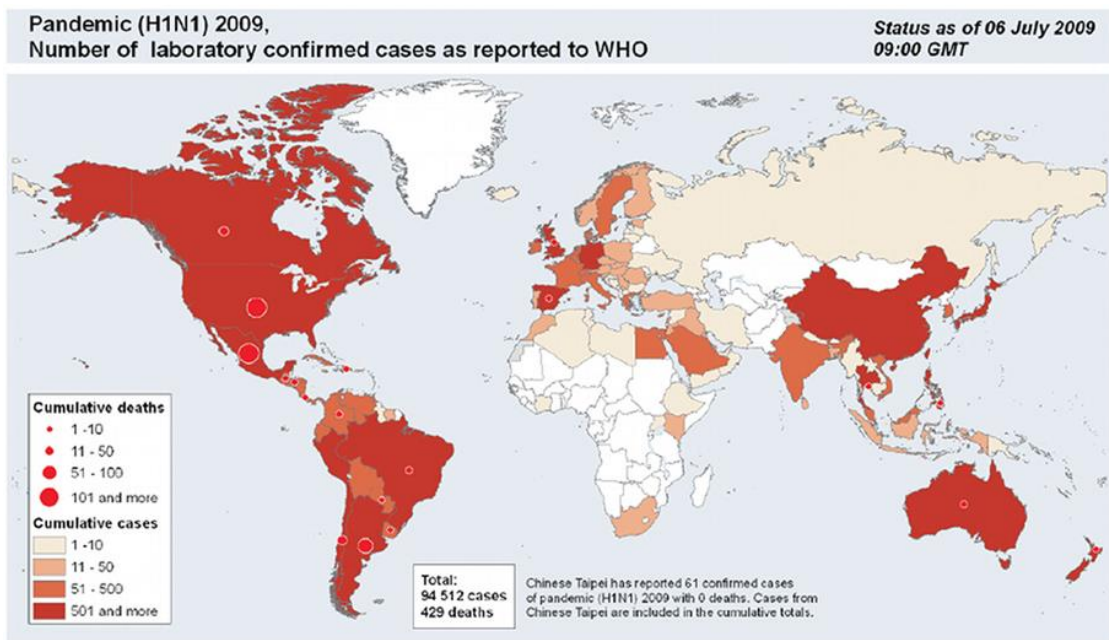 Pandemic (H1N1) 2009,
Number of laboratory confirmed cases as reported to WHO
Status as of 06 July 2009
09:00 GMT
Cumulative deaths
1 - 10
11 - 50
51 - 100
101 and more
Cumulative cases
1 - 10
11 - 50
51 - 500
501 and more
Total:
94 512 cases
429 deaths
Chinese Taipei has reported 61 confirmed cases
of pandemic (H1N1) 2009 with 0 deaths. Cases from
Chinese Taipei are included in the cumulative totals.